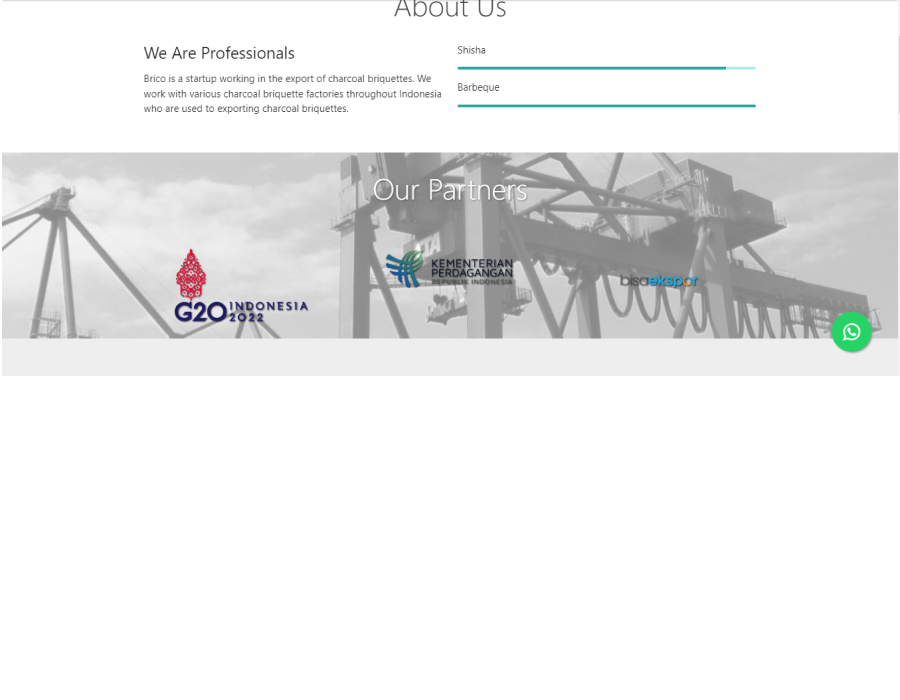 About Us
We Are Professionals
Brico is a startup working in the export of charcoal briquettes. We
work with various charcoal briquette factories throughout Indonesia
who are used to exporting charcoal briquettes.
Shisha
Barbeque
Our Partners
G20 INDONESIA
2022
KEMENTERIAN
PERDAGANGAN
REPUBLIK INDONESIA
bisaekspor